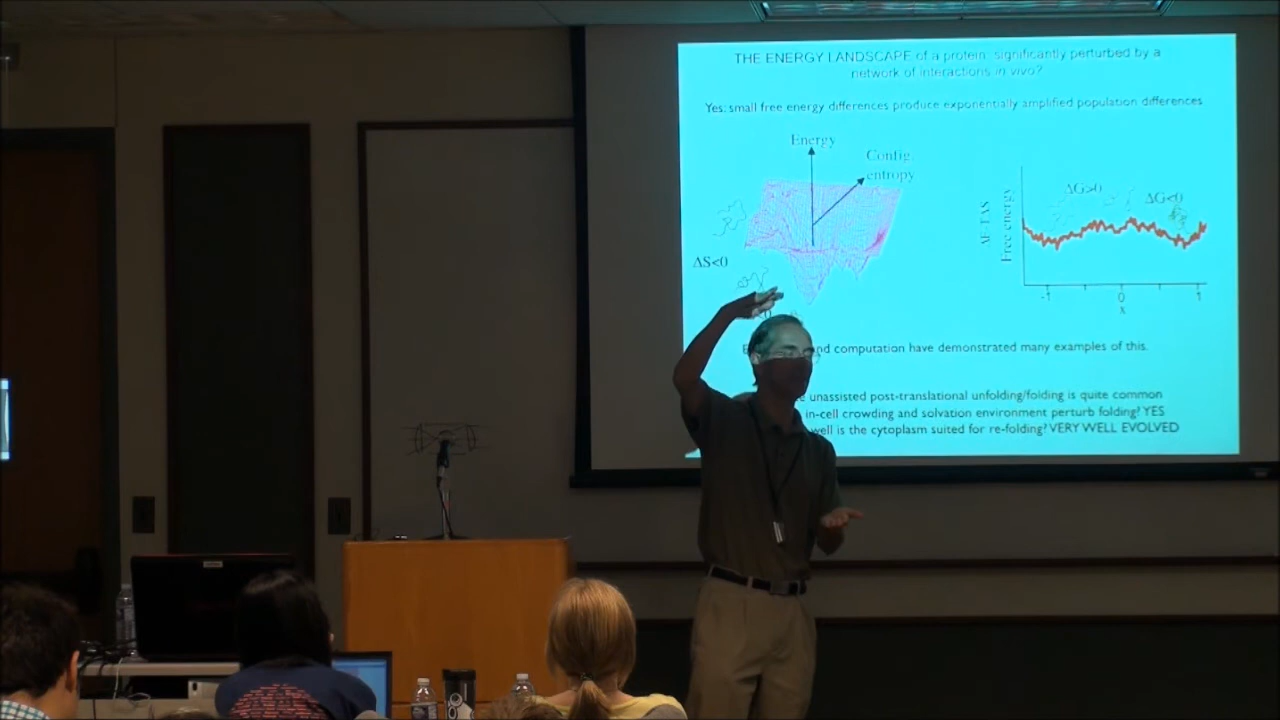 THE ENERGY LANDSCAPE of a protein: significantly perturbed by a
network of interactions in vivo?
Yes: small free energy differences produce exponentially amplified population differences
Energy
Config.
entropy
ΔS<0
ΔG>0
ΔG<0
Free energy
-1
0
1
x
nd computation have demonstrated many examples of this.
unassisted post-translational unfolding/folding is quite common
in-cell crowding and solvation environment perturb folding? YES
well is the cytoplasm suited for re-folding? VERY WELL EVOLVED